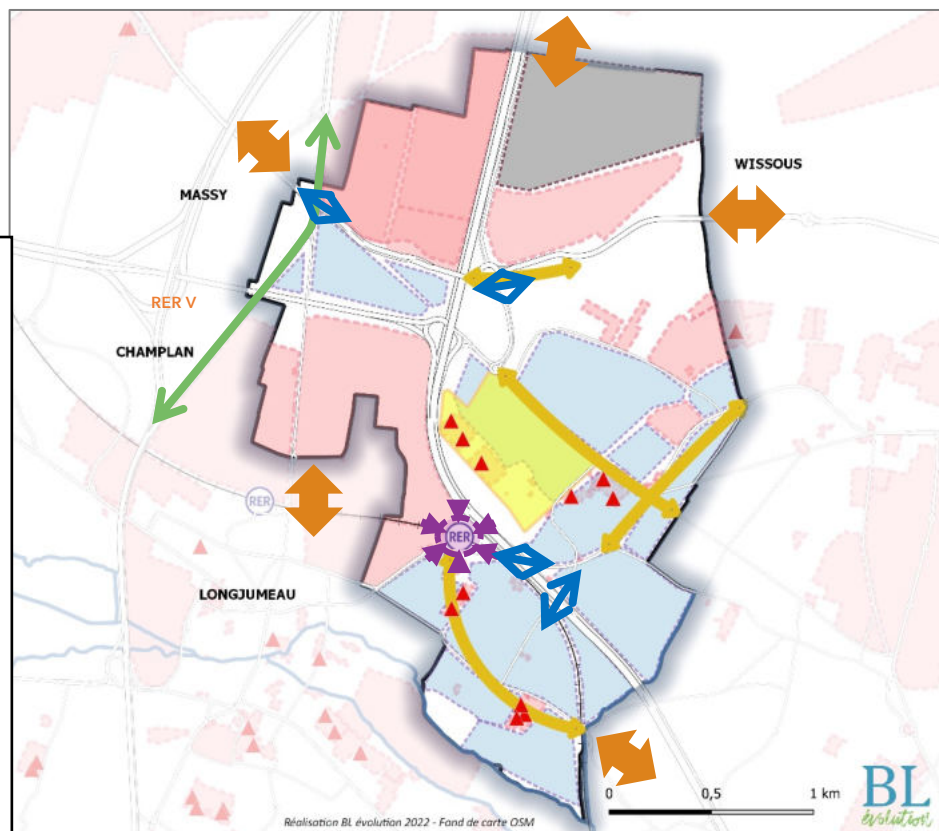 MASSY
WISSOUS
RER V
CHAMPLAN
RER
RER
LONGJUMEAU
0 0,5 1 km
BL
évolution
Réalisation BL évolution 2022 - Fond de carte OSM